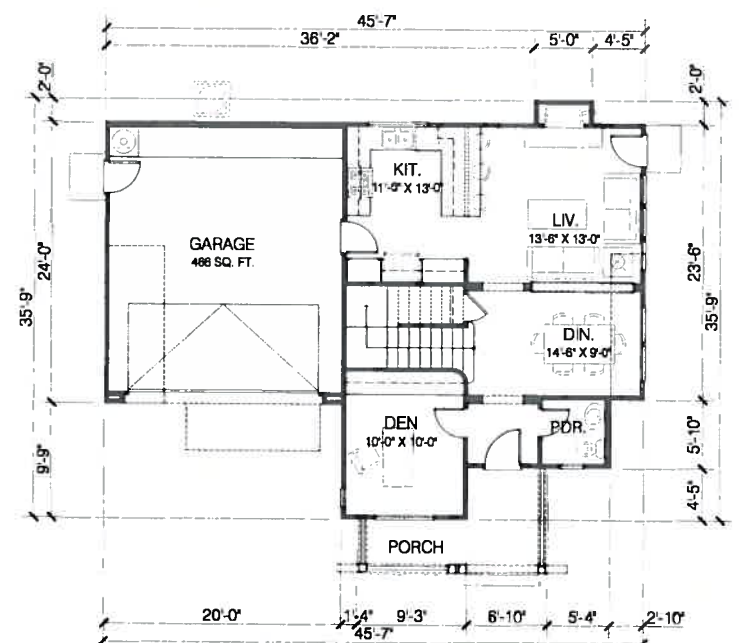 45'-7"
36'-2"
5'-0"
4'-5"
2'-0"
2'-0"
KIT.
11'-0" X 13'-0"
LIV.
13'-6" X 13'-0"
GARAGE
486 SQ. FT.
24'-0"
35'-9"
23'-6"
35'-9"
DIN.
14'-6" X 9'-0"
DEN
10'-0" X 10'-0"
PDR.
5'-10"
9'-9"
4'-5"
PORCH
20'-0"
1'-4"
9'-3"
6'-10"
5'-4"
2'-10"
45'-7"